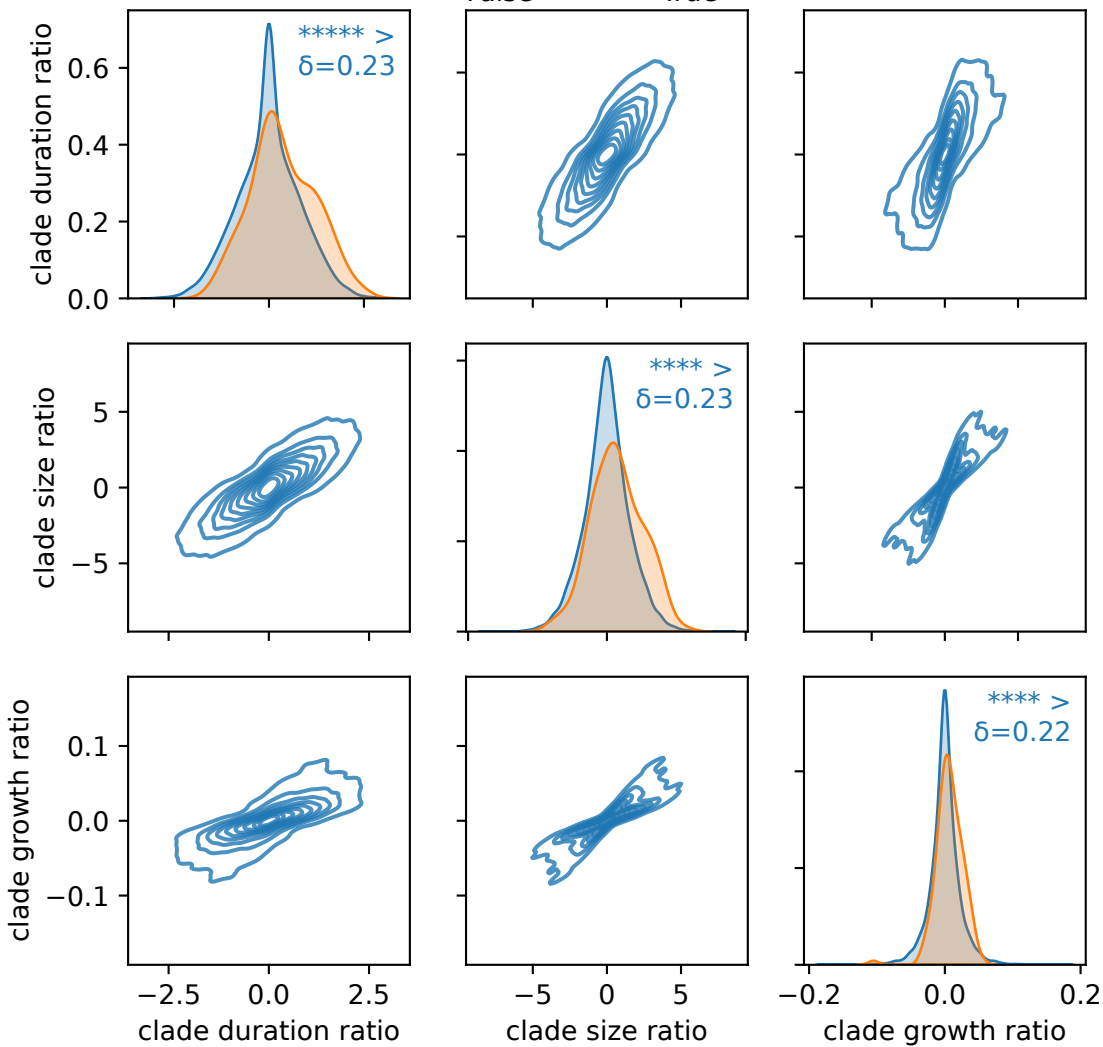 False True
***** >
δ=0.23
clade duration ratio
0.6
0.4
0.2
0.0
**** >
δ=0.23
clade size ratio
5
0
−5
**** >
δ=0.22
clade growth ratio
0.1
0.0
−0.1
−2.5 0.0 2.5
−5 0 5
−0.2 0.0 0.2
clade duration ratio
clade size ratio
clade growth ratio